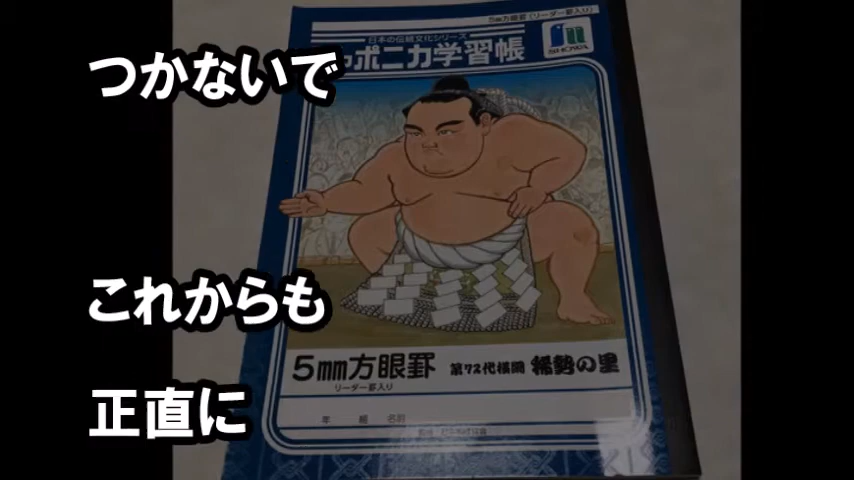 つかないで
これからも
正直に
5mm方眼罫(リーダー罫入り)
日本の伝統文化シリーズ
ャポニカ学習帳
SHOWA
5mm方眼罫
リーダー罫入り
第72代横綱 稀勢の里
年 組 名前